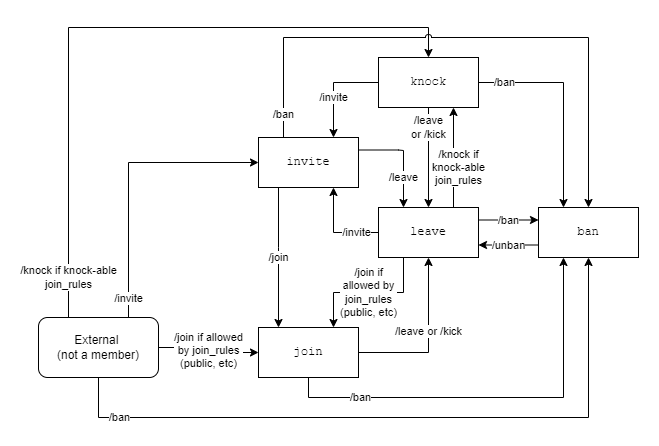 knock
/ban
/invite
/ban
/leave
or /kick
invite
/knock if
knock-able
join_rules
/leave
leave
/ban
ban
/invite
/unban
/join
/knock if knock-able
join_rules
/join if
allowed by
join_rules
(public, etc)
/invite
External
(not a member)
/join if allowed
by join_rules
(public, etc)
/leave or /kick
join
/ban
/ban